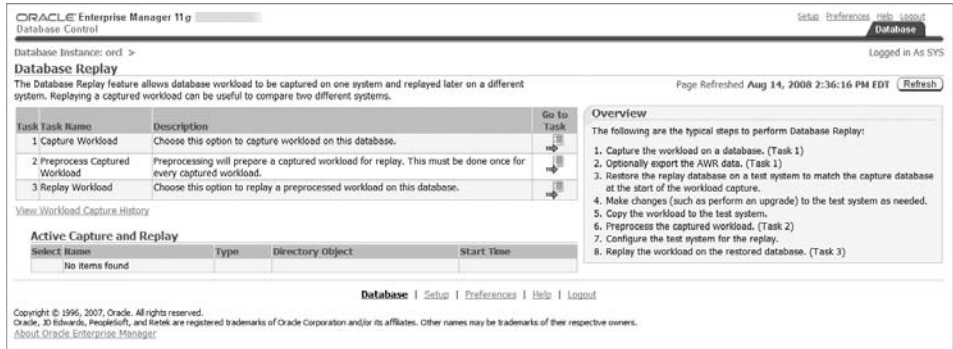 ORACLE Enterprise Manager 11g
Database Control
Setup Preferences Help Logout
Database
Database Instance: orcl >
Logged in As SYS
Database Replay
The Database Replay feature allows database workload to be captured on one system and replayed later on a different
system. Replaying a captured workload can be useful to compare two different systems.
Page Refreshed Aug 14, 2008 2:36:16 PM EDT Refresh
Task Task Name Description Go to Task
1 Capture Workload Choose this option to capture workload on this database.
2 Preprocess Captured Workload Preprocessing will prepare a captured workload for replay. This must be done once for every captured workload.
3 Replay Workload Choose this option to replay a preprocessed workload on this database.
View Workload Capture History
Active Capture and Replay
Select Name Type Directory Object Start Time
No items found
Overview
The following are the typical steps to perform Database Replay:
1. Capture the workload on a database. (Task 1)
2. Optionally export the AWR data. (Task 1)
3. Restore the replay database on a test system to match the capture database
at the start of the workload capture.
4. Make changes (such as perform an upgrade) to the test system as needed.
5. Copy the workload to the test system.
6. Preprocess the captured workload. (Task 2)
7. Configure the test system for the replay.
8. Replay the workload on the restored database. (Task 3)
Database | Setup | Preferences | Help | Logout
Copyright © 1996, 2007, Oracle. All rights reserved.
Oracle, JD Edwards, PeopleSoft, and Retek are registered trademarks of Oracle Corporation and/or its affiliates. Other names may be trademarks of their respective owners.
About Oracle Enterprise Manager